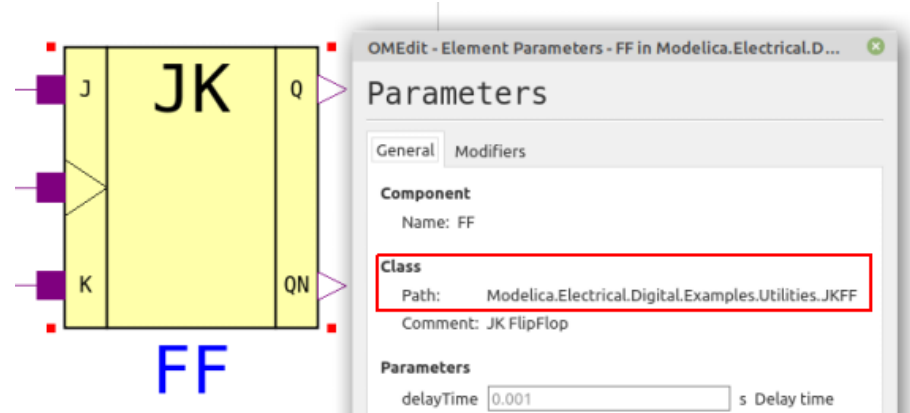 J
JK
Q
K
QN
FF
OMEdit - Element Parameters - FF in Modelica.Electrical.D...
Parameters
General Modifiers
Component
Name: FF
Class
Path: Modelica.Electrical.Digital.Examples.Utilities.JKFF
Comment: JK FlipFlop
Parameters
delayTime 0.001 s Delay time